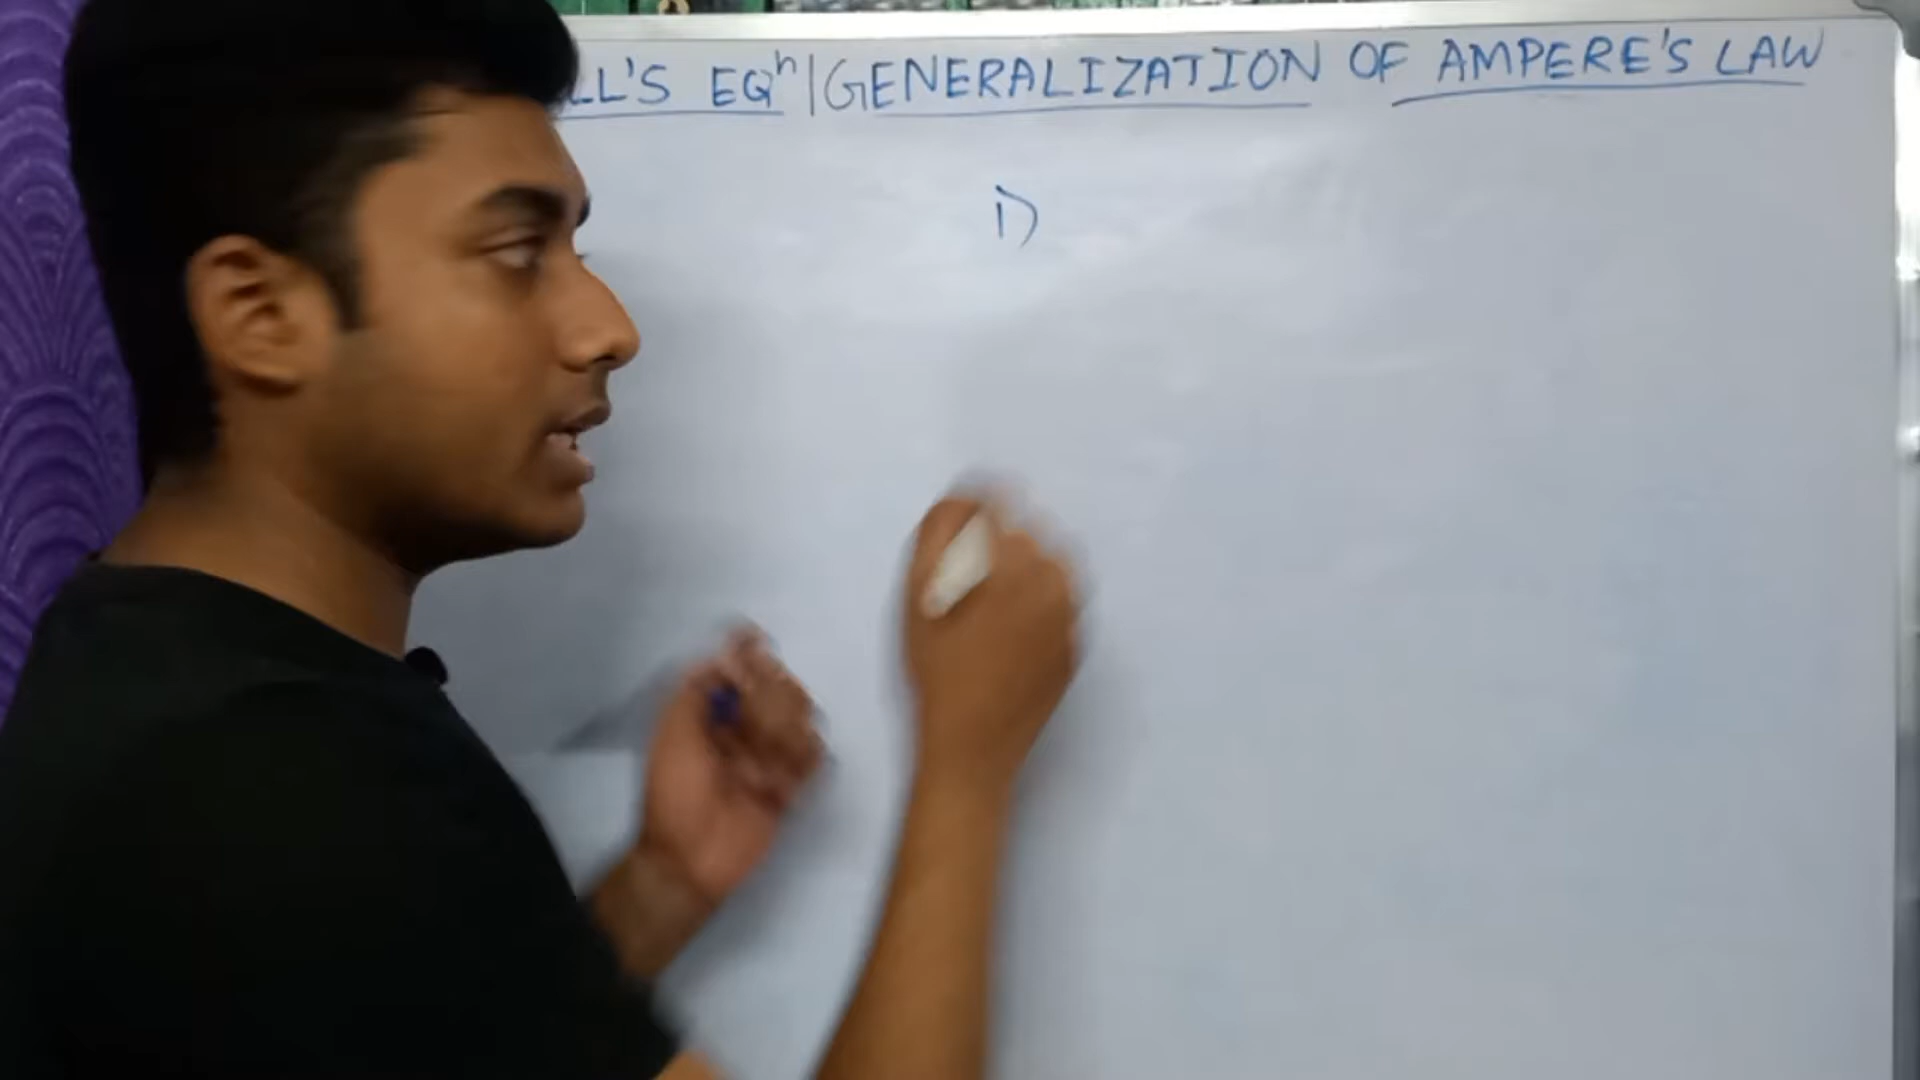 LL'S EQⁿ|GENERALIZATION OF AMPERE'S LAW
1)